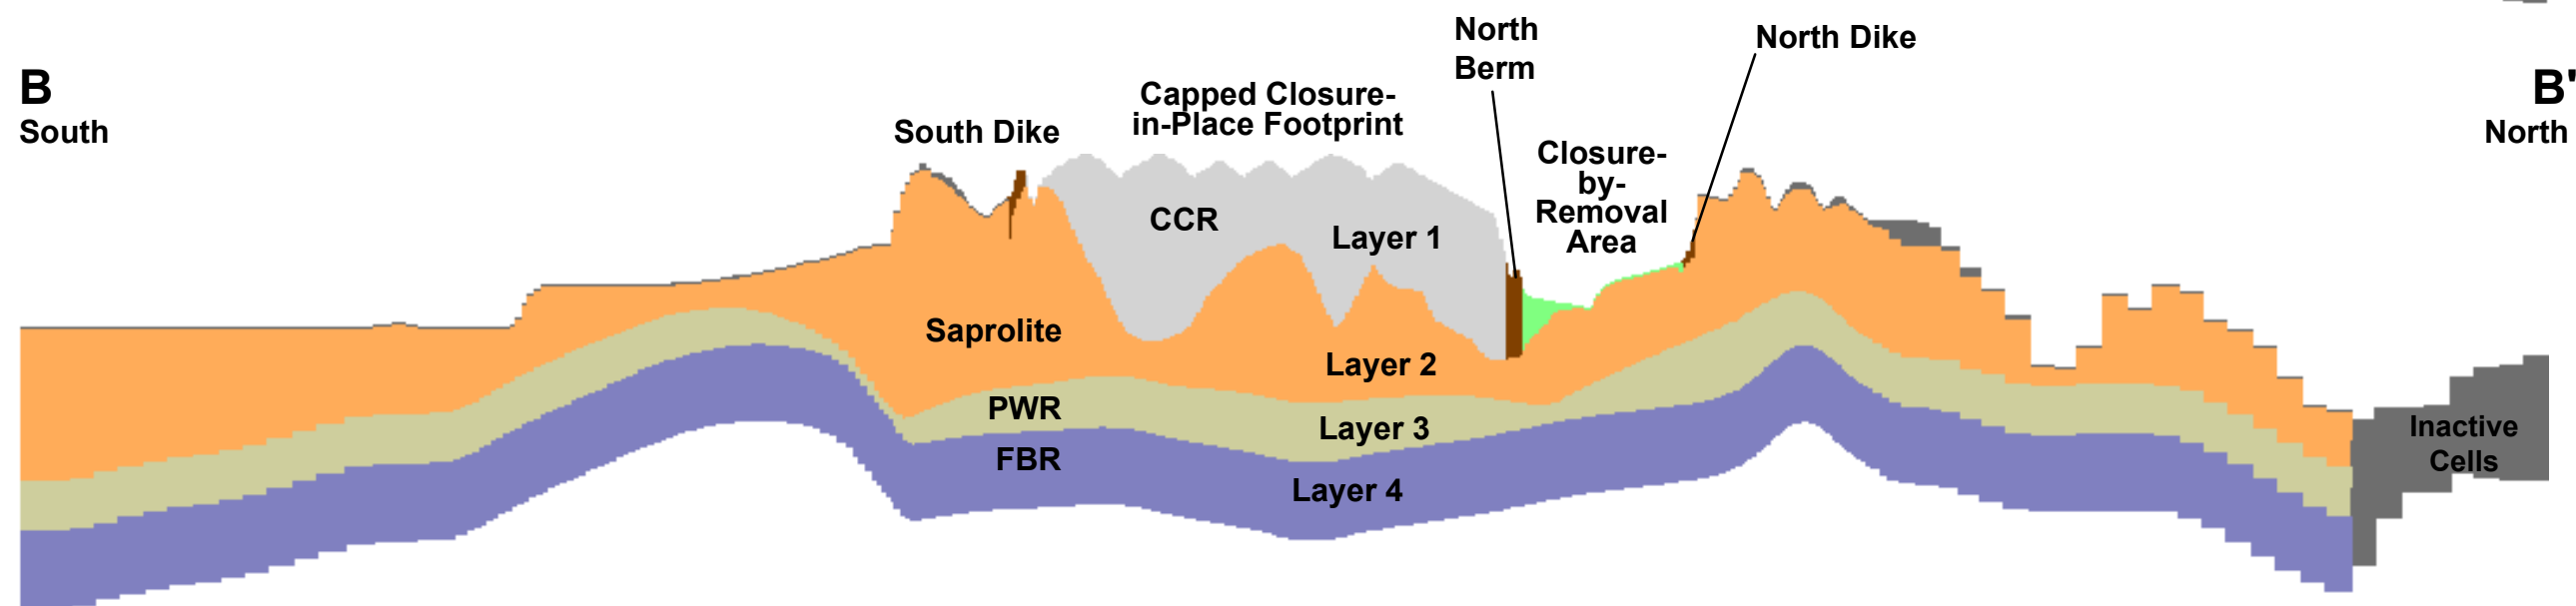 B
South
South Dike
Capped Closure-
in-Place Footprint
North
Berm
North Dike
Closure-
by-
Removal
Area
B'
North
CCR
Layer 1
Saprolite
Layer 2
PWR
Layer 3
FBR
Layer 4
Inactive
Cells